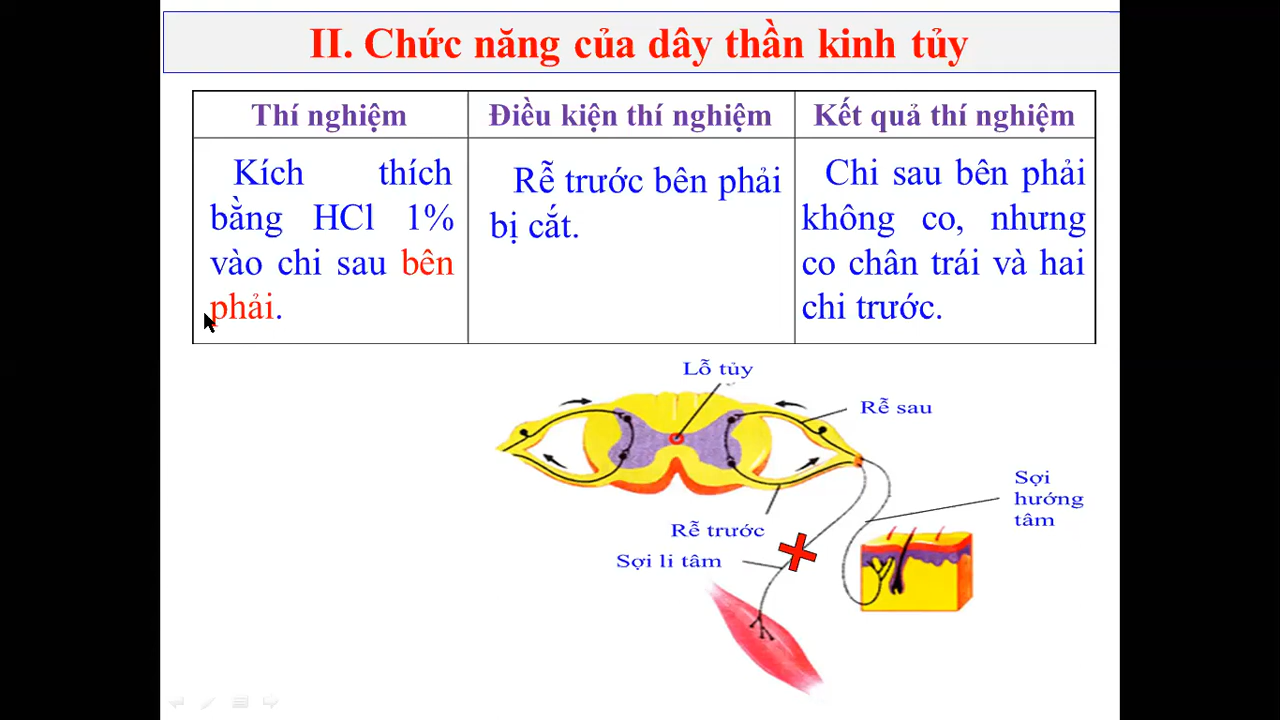 II. Chức năng của dây thần kinh tủy
Thí nghiệm
Điều kiện thí nghiệm
Kết quả thí nghiệm
Kích thích
bằng HCl 1%
vào chi sau bên
phải.
Rễ trước bên phải
bị cắt.
Chi sau bên phải
không co, nhưng
co chân trái và hai
chi trước.
Lỗ tủy
Rễ sau
Sợi
hướng
tâm
Rễ trước
Sợi li tâm